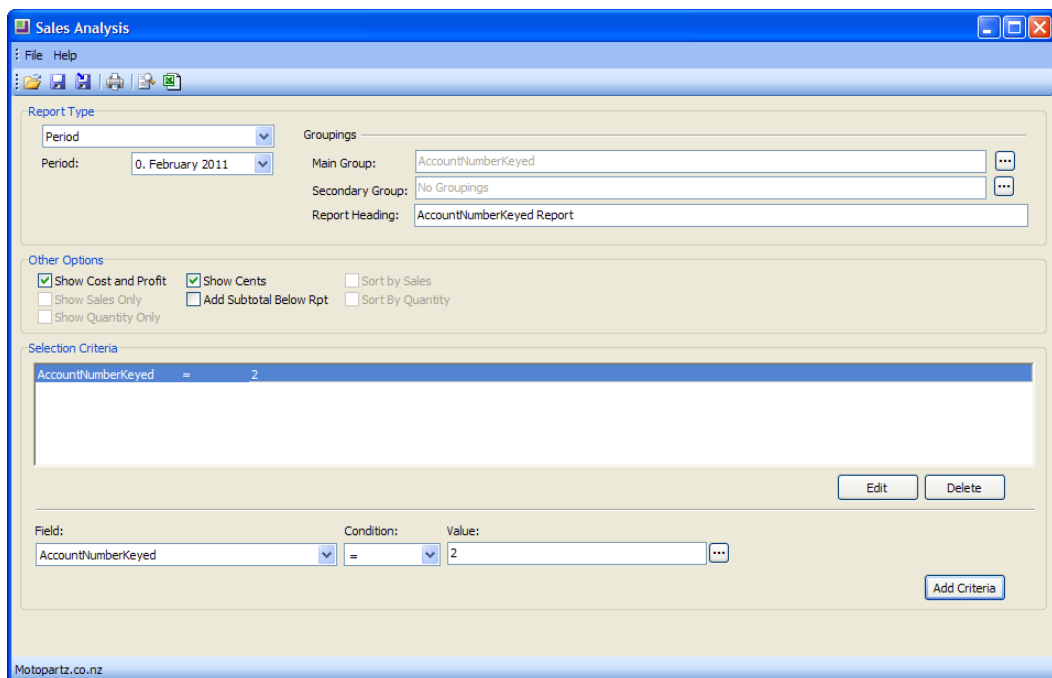 Sales Analysis
File Help
Report Type
Period
Groupings
Period: 0. February 2011
Main Group: AccountNumberKeyed
Secondary Group: No Groupings
Report Heading: AccountNumberKeyed Report
Other Options
Show Cost and Profit Show Cents Sort by Sales
Show Sales Only Add Subtotal Below Rpt Sort By Quantity
Show Quantity Only
Selection Criteria
AccountNumberKeyed = 2
Edit Delete
Field: Condition: Value:
AccountNumberKeyed = 2 ...
Add Criteria
Motopartz.co.nz